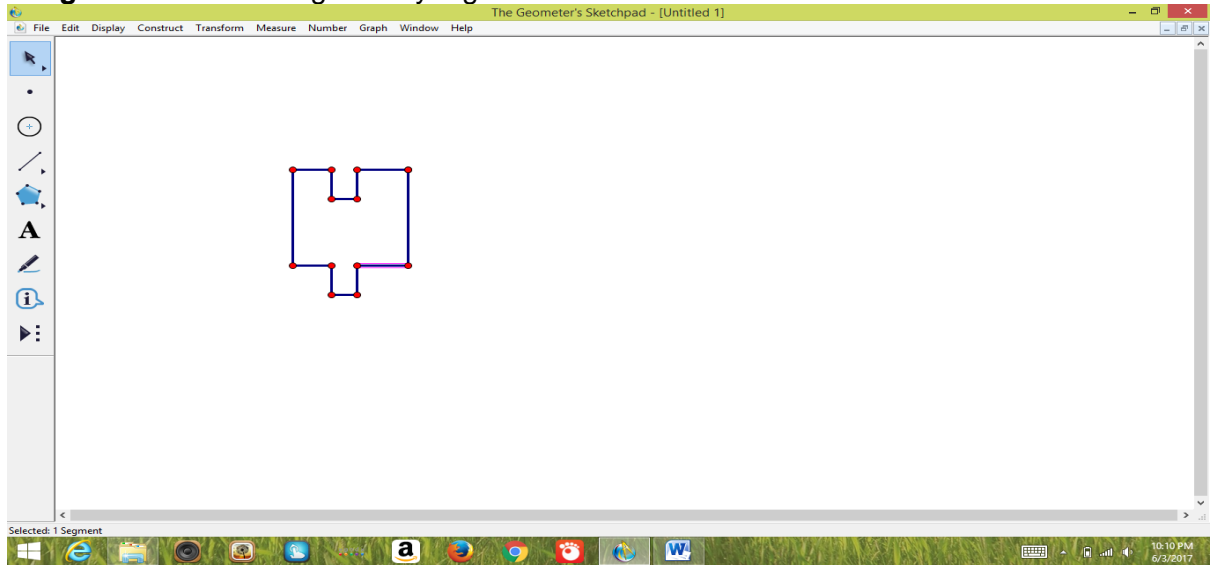 The Geometer's Sketchpad - [Untitled 1]
File Edit Display Construct Transform Measure Number Graph Window Help
A
i
Selected: 1 Segment
a
W
10:10 PM
6/3/2017